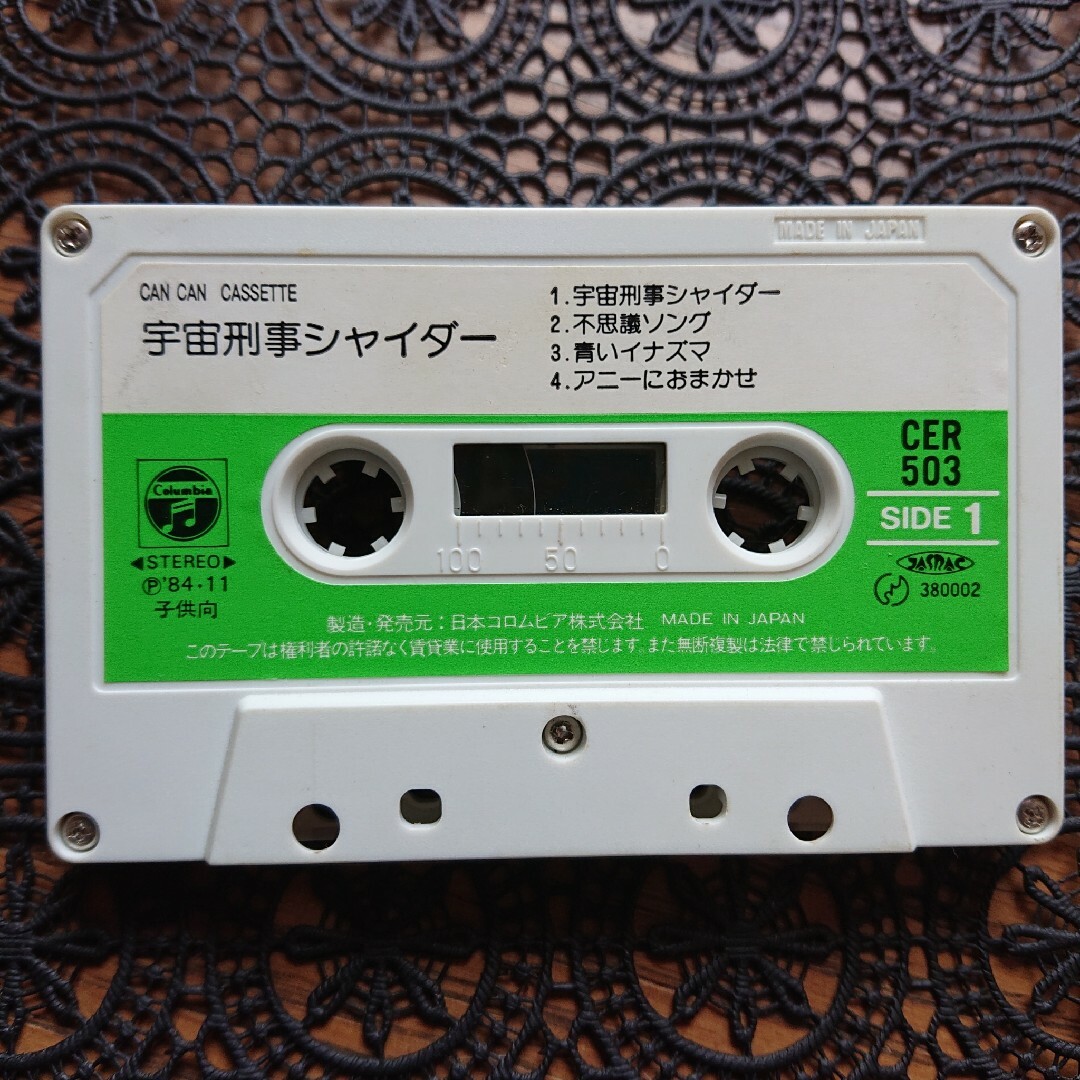 MADE IN JAPAN
CAN CAN CASSETTE
宇宙刑事シャイダー
1.宇宙刑事シャイダー
2.不思議ソング
3.青いイナズマ
4.アニーにおまかせ
CER
503
SIDE 1
Columbia
◀STEREO▶
Ⓟ'84・11
子供向
100 50 0
JASRAC
380002
製造・発売元：日本コロムビア株式会社 MADE IN JAPAN
このテープは権利者の許諾なく賃貸業に使用することを禁じます。また無断複製は法律で禁じられています。